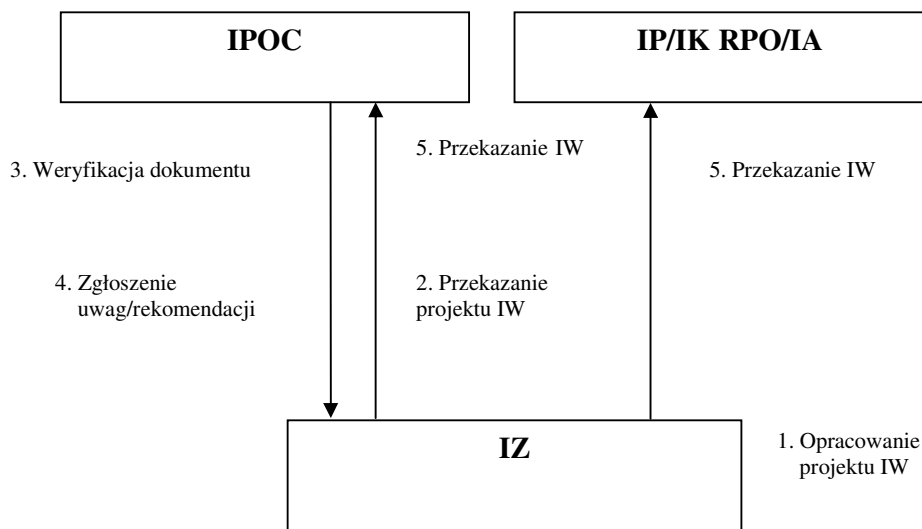 IPOC
IP/IK RPO/IA
5. Przekazanie IW
3. Weryfikacja dokumentu
5. Przekazanie IW
4. Zgłoszenie
uwag/rekomendacji
2. Przekazanie
projektu IW
IZ
1. Opracowanie
projektu IW